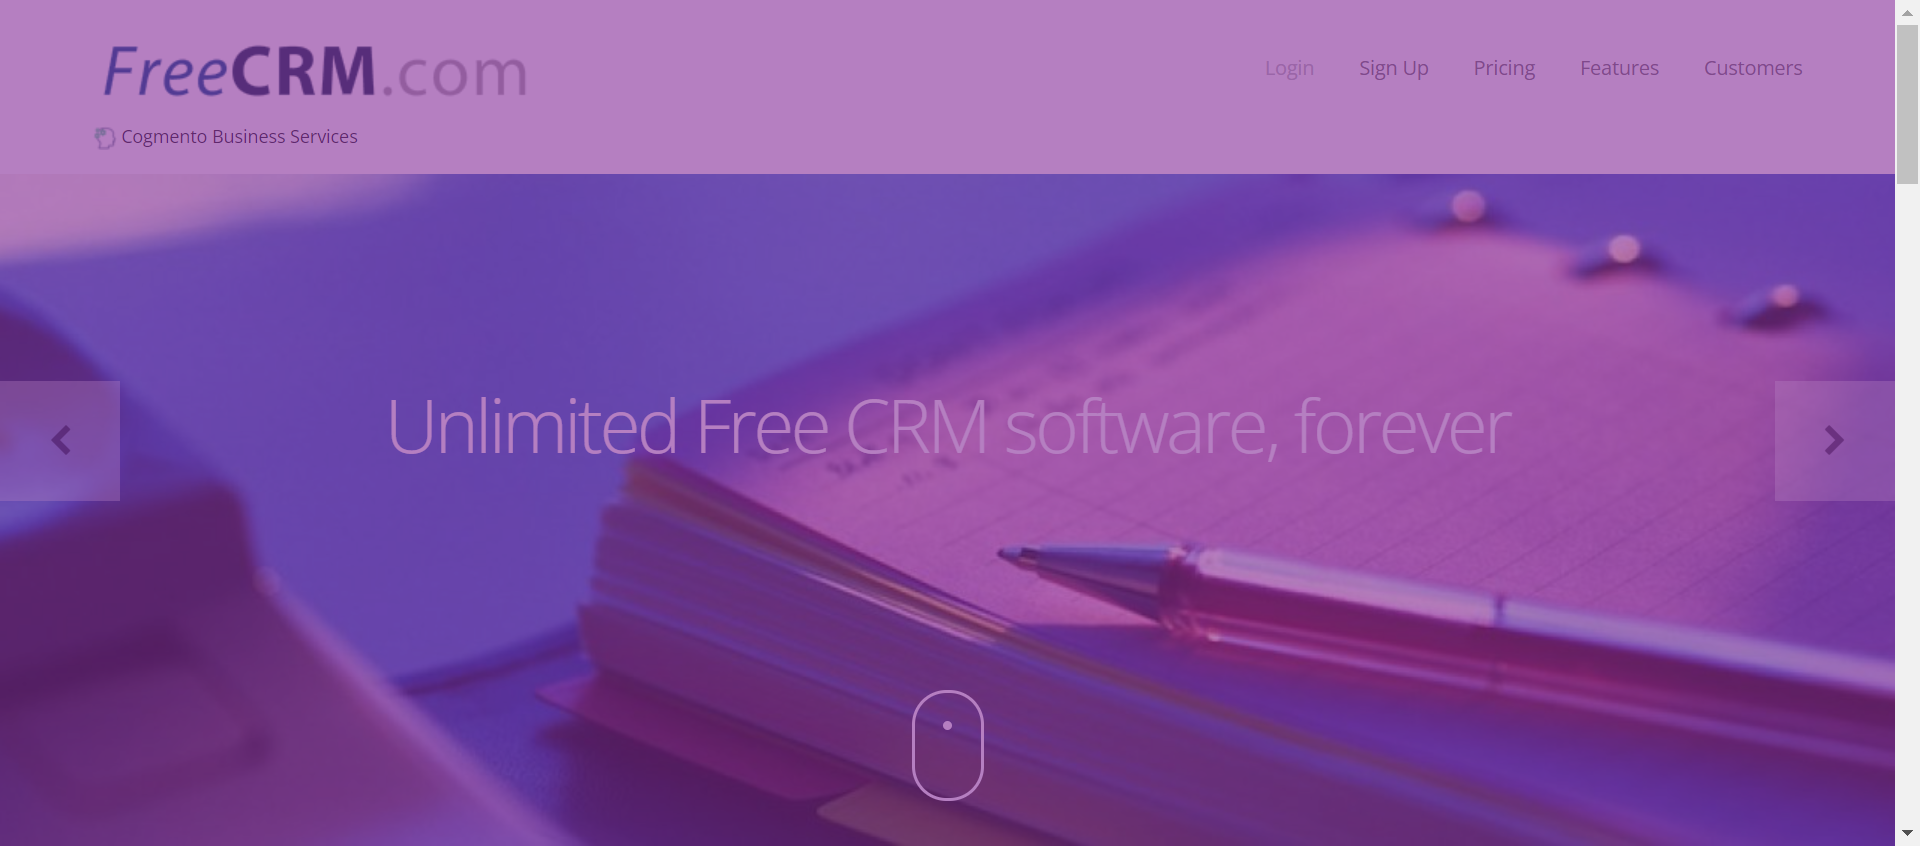 FreeCRM.com
Login Sign Up Pricing Features Customers
Cogmento Business Services
Unlimited Free CRM software, forever